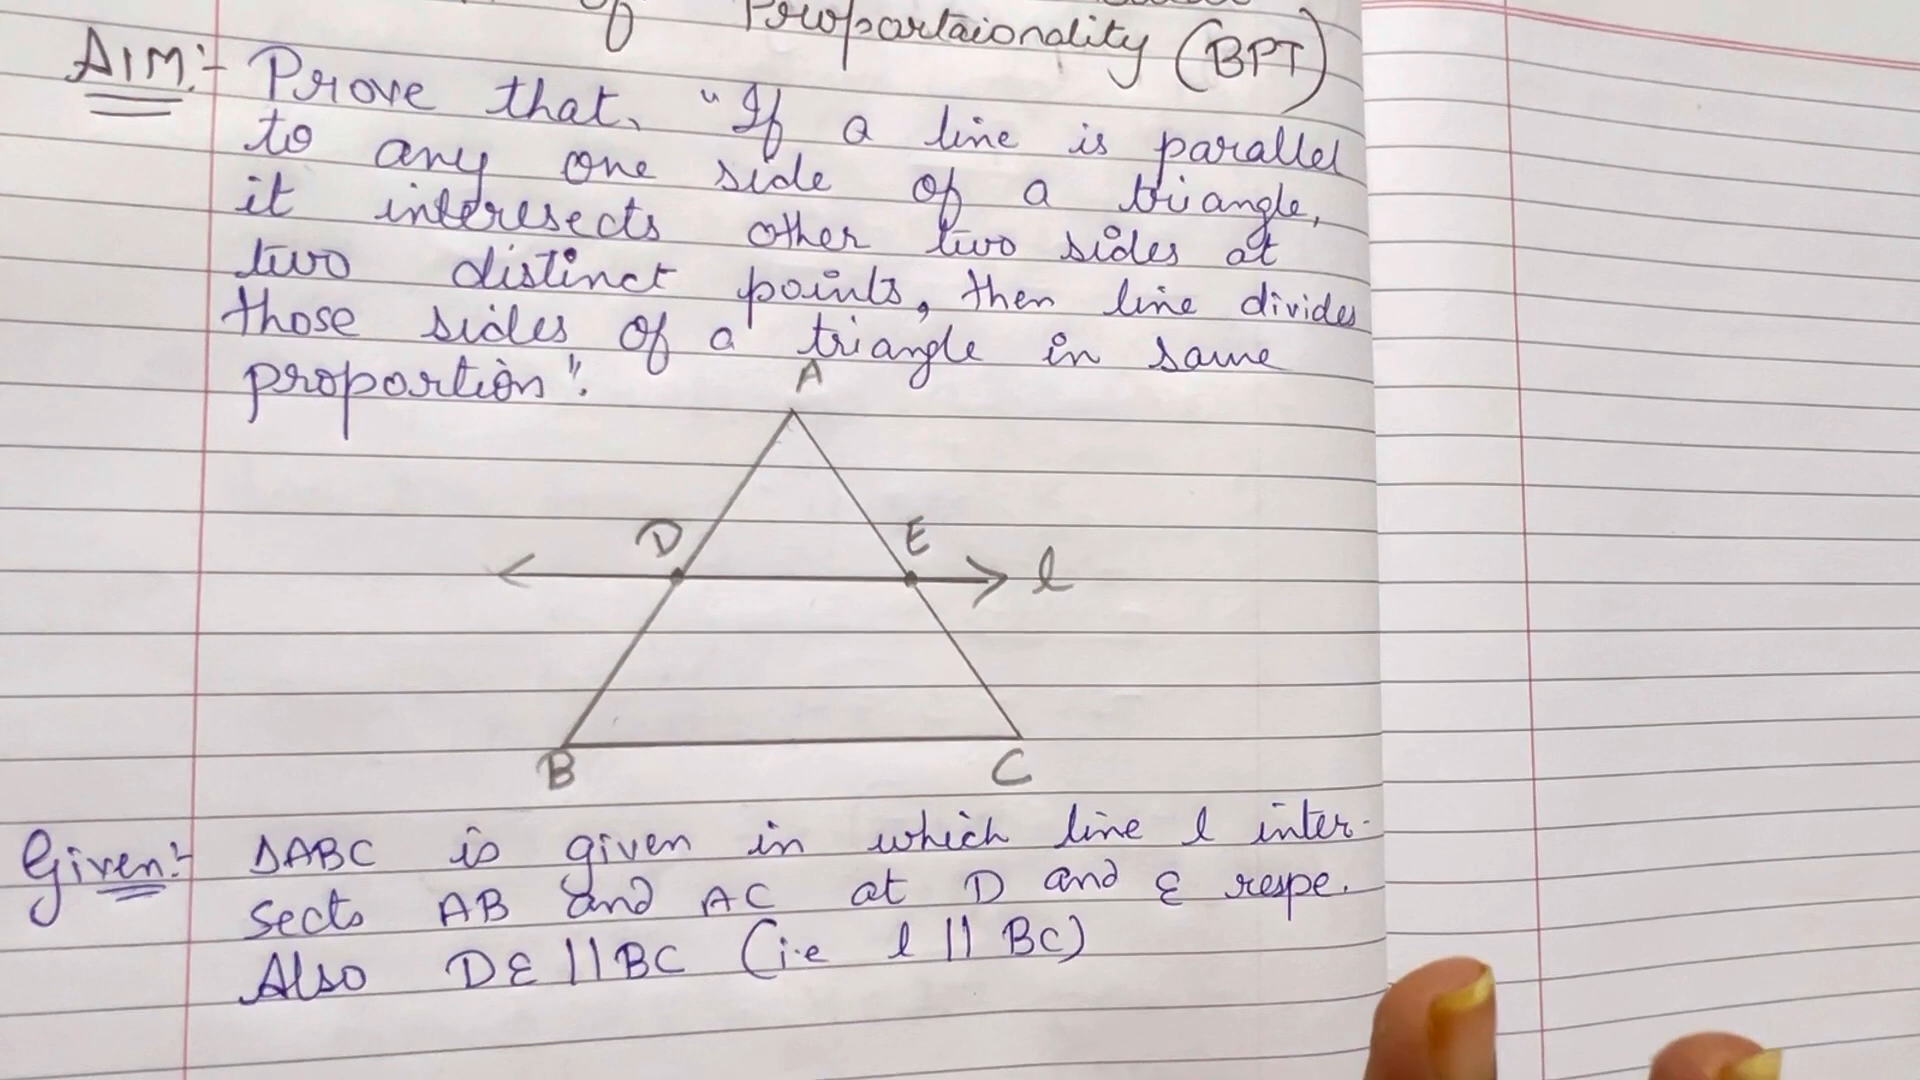 of Proportaionality (BPT)
AIM:- Prove that, "If a line is parallel
to any one side of a triangle,
it interesects other two sides at
two distinct points, then line divides
those sides of a triangle in same
proportion".
A
D E
l
B C
Given:- ΔABC is given in which line l inter-
sects AB and AC at D and E respe.
Also DE || BC (i.e l || BC)